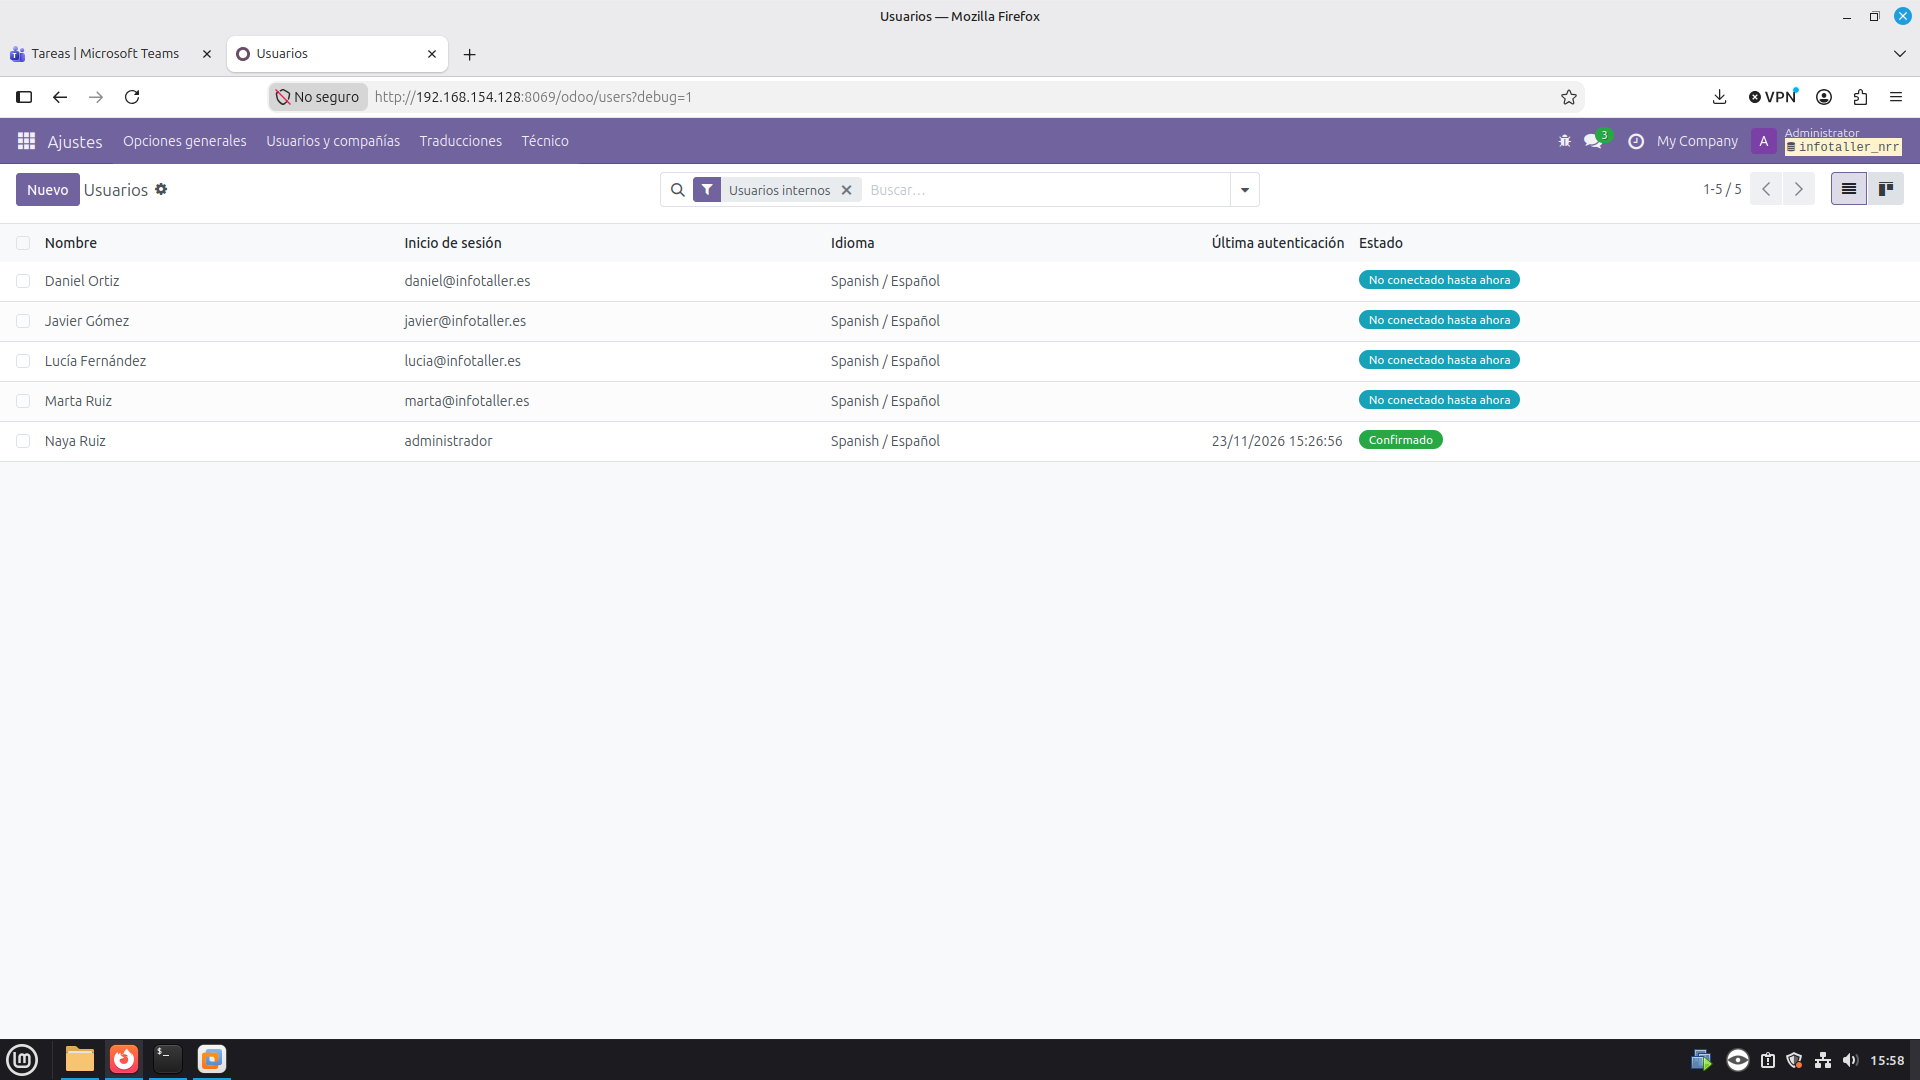 Usuarios — Mozilla Firefox
Tareas | Microsoft Teams
Usuarios
No seguro
http://192.168.154.128:8069/odoo/users?debug=1
VPN
Ajustes
Opciones generales
Usuarios y compañías
Traducciones
Técnico
3
My Company
A
Administrator
infotaller_nrr
Nuevo
Usuarios
Usuarios internos
Buscar...
1-5 / 5
Nombre Inicio de sesión Idioma Última autenticación Estado
Daniel Ortiz daniel@infotaller.es Spanish / Español No conectado hasta ahora
Javier Gómez javier@infotaller.es Spanish / Español No conectado hasta ahora
Lucía Fernández lucia@infotaller.es Spanish / Español No conectado hasta ahora
Marta Ruiz marta@infotaller.es Spanish / Español No conectado hasta ahora
Naya Ruiz administrador Spanish / Español 23/11/2026 15:26:56 Confirmado
15:58